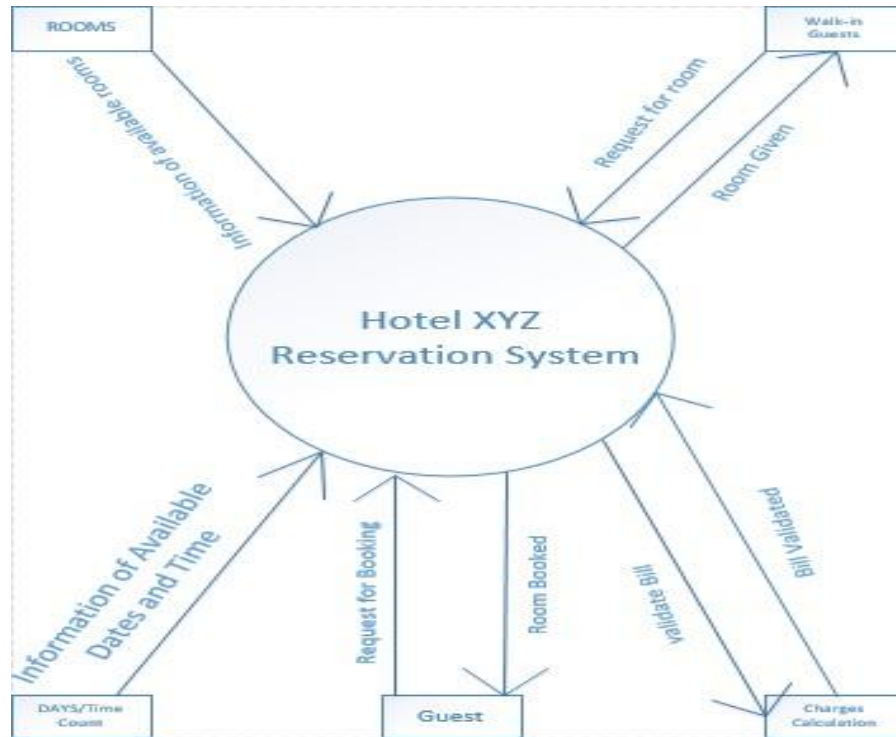 ROOMS
Walk-in
Guests
Information of available rooms
Request for room
Room Given
Hotel XYZ
Reservation System
Information of Available
Dates and Time
Request for Booking
Room Booked
validate Bill
Bill Validated
DAYS/Time
Count
Guest
Charges
Calculation